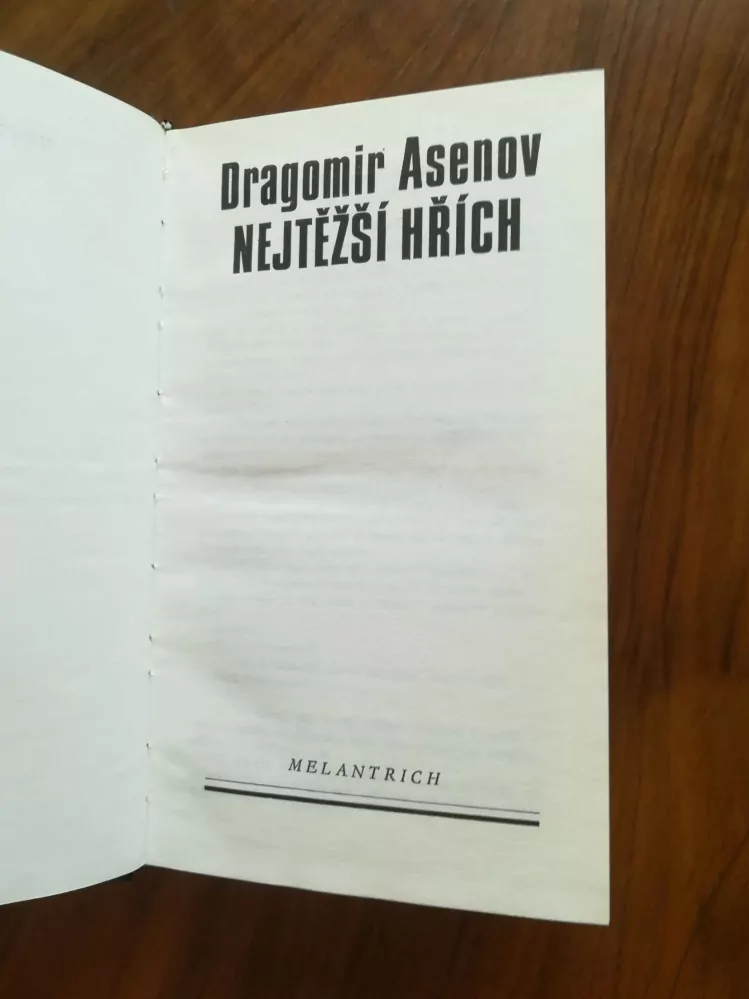 Dragomir Asenov
NEJTĚŽŠÍ HŘÍCH
MELANTRICH